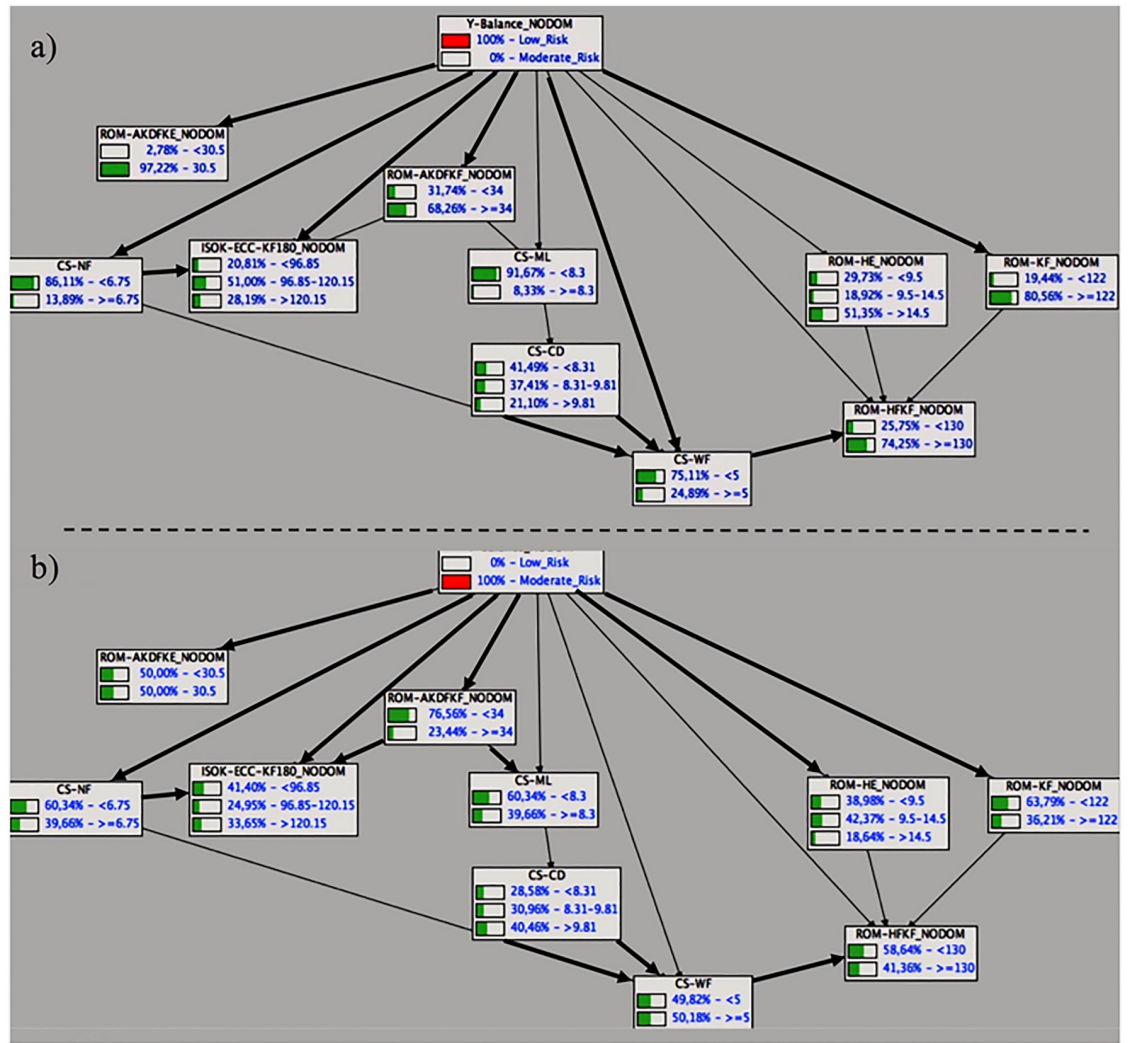 a)
Y-Balance_NODOM
100% - Low_Risk
0% - Moderate_Risk
ROM-AKDFKE_NODOM
2,78% - <30.5
97,22% - 30.5
ROM-AKDFKF_NODOM
31,74% - <34
68,26% - >=34
CS-NF
86,11% - <6.75
13,89% - >=6.75
ISOK-ECC-KF180_NODOM
20,81% - <96.85
51,00% - 96.85-120.15
28,19% - >120.15
CS-ML
91,67% - <8.3
8,33% - >=8.3
ROM-HE_NODOM
29,73% - <9.5
18,92% - 9.5-14.5
51,35% - >14.5
ROM-KF_NODOM
19,44% - <122
80,56% - >=122
CS-CD
41,49% - <8.31
37,41% - 8.31-9.81
21,10% - >9.81
ROM-HFKF_NODOM
25,75% - <130
74,25% - >=130
CS-WF
75,11% - <5
24,89% - >=5
b)
0% - Low_Risk
100% - Moderate_Risk
ROM-AKDFKE_NODOM
50,00% - <30.5
50,00% - 30.5
ROM-AKDFKF_NODOM
76,56% - <34
23,44% - >=34
CS-NF
60,34% - <6.75
39,66% - >=6.75
ISOK-ECC-KF180_NODOM
41,40% - <96.85
24,95% - 96.85-120.15
33,65% - >120.15
CS-ML
60,34% - <8.3
39,66% - >=8.3
ROM-HE_NODOM
38,98% - <9.5
42,37% - 9.5-14.5
18,64% - >14.5
ROM-KF_NODOM
63,79% - <122
36,21% - >=122
CS-CD
28,58% - <8.31
30,96% - 8.31-9.81
40,46% - >9.81
ROM-HFKF_NODOM
58,64% - <130
41,36% - >=130
CS-WF
49,82% - <5
50,18% - >=5